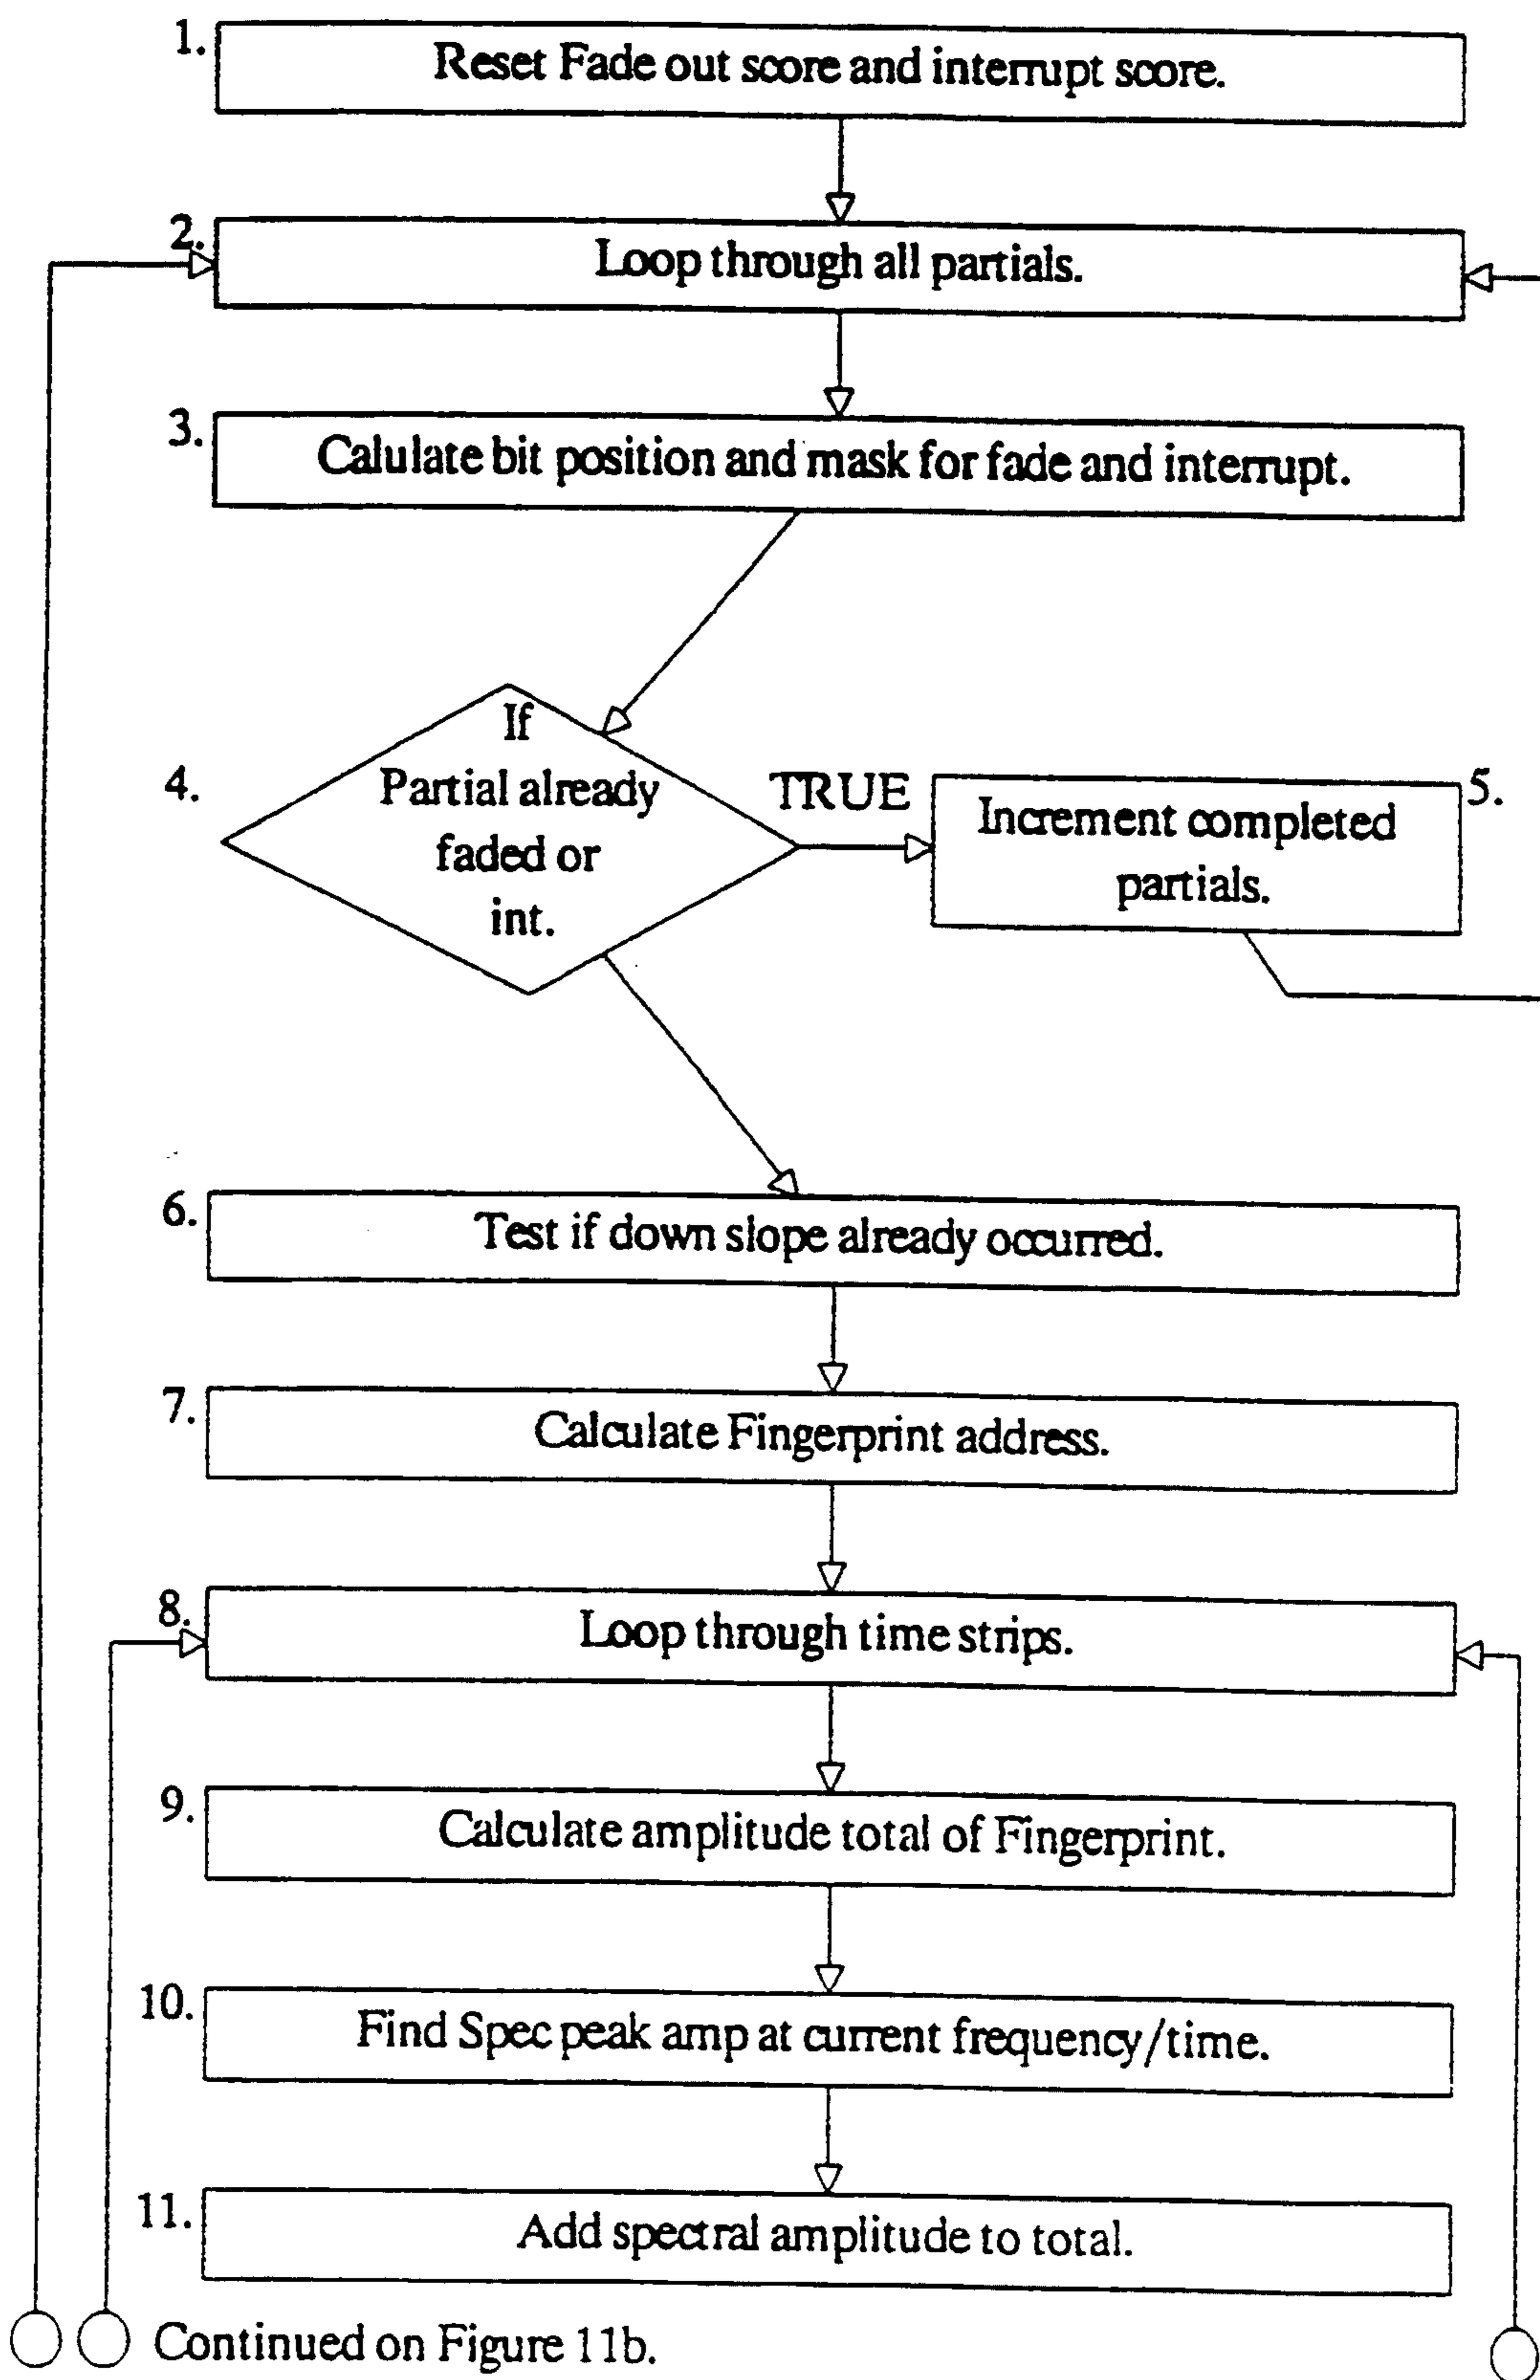 1. Reset Fade out score and interrupt score.
2. Loop through all partials.
3. Calulate bit position and mask for fade and interrupt.
4. If
Partial already
faded or
int.
TRUE
5. Increment completed
partials.
6. Test if down slope already occurred.
7. Calculate Fingerprint address.
8. Loop through time strips.
9. Calculate amplitude total of Fingerprint.
10. Find Spec peak amp at current frequency/time.
11. Add spectral amplitude to total.
Continued on Figure 11b.